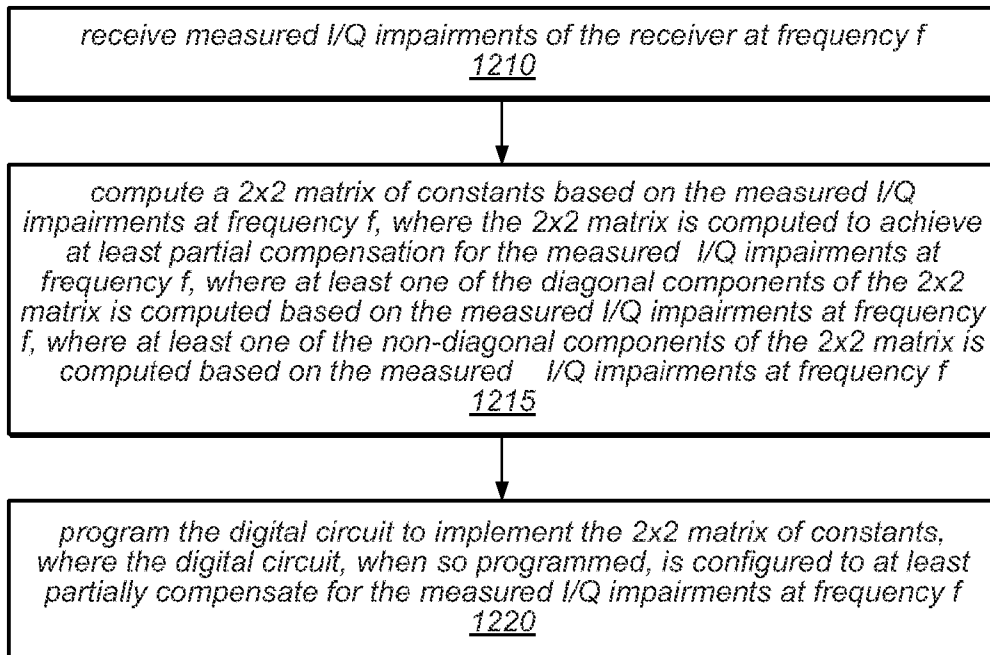 receive measured I/Q impairments of the receiver at frequency f
1210
compute a 2x2 matrix of constants based on the measured I/Q
impairments at frequency f, where the 2x2 matrix is computed to achieve
at least partial compensation for the measured I/Q impairments at
frequency f, where at least one of the diagonal components of the 2x2
matrix is computed based on the measured I/Q impairments at frequency
f, where at least one of the non-diagonal components of the 2x2 matrix is
computed based on the measured I/Q impairments at frequency f
1215
program the digital circuit to implement the 2x2 matrix of constants,
where the digital circuit, when so programmed, is configured to at least
partially compensate for the measured I/Q impairments at frequency f
1220